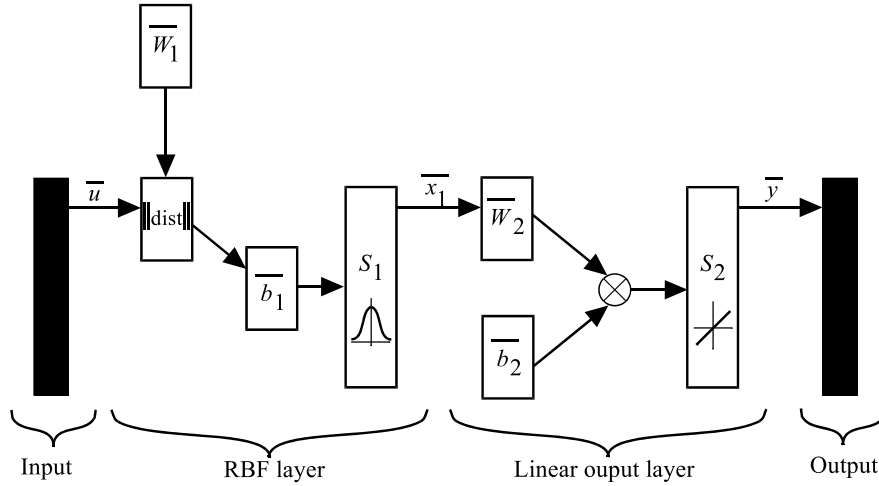 W1
u
||dist||
b1
S1
x1
W2
b2
S2
y
Input
RBF layer
Linear ouput layer
Output